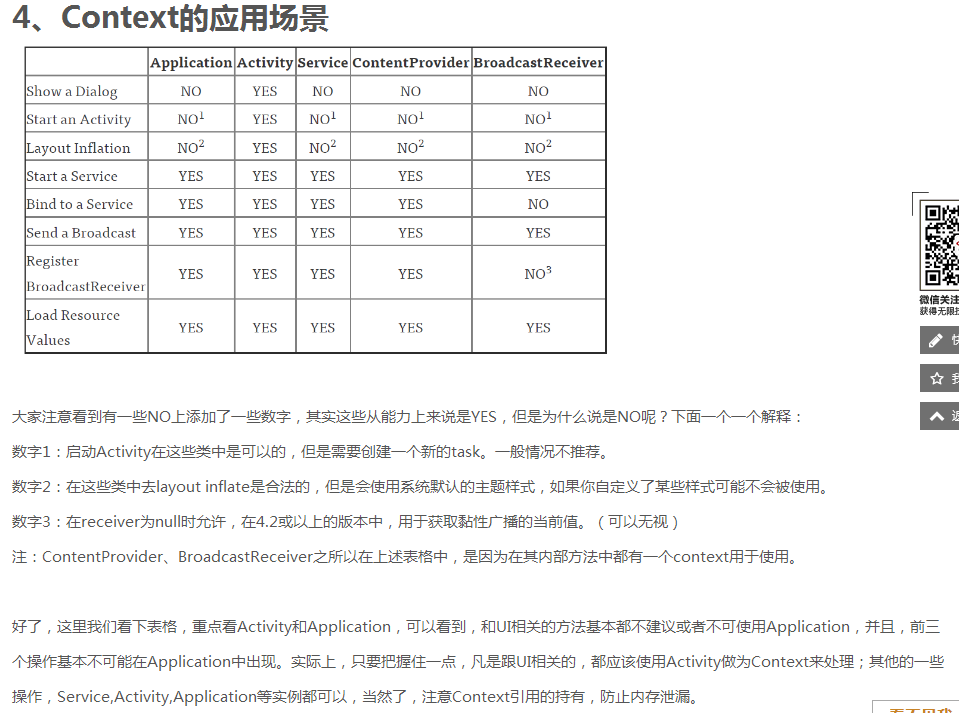 4、Context的应用场景
Application Activity Service ContentProvider BroadcastReceiver
Show a Dialog NO YES NO NO NO
Start an Activity NO1 YES NO1 NO1 NO1
Layout Inflation NO2 YES NO2 NO2 NO2
Start a Service YES YES YES YES YES
Bind to a Service YES YES YES YES NO
Send a Broadcast YES YES YES YES YES
Register
BroadcastReceiver YES YES YES YES NO3
Load Resource
Values YES YES YES YES YES
大家注意看到有一些NO上添加了一些数字，其实这些从能力上来说是YES，但是为什么说是NO呢？下面一个一个解释：
数字1：启动Activity在这些类中是可以的，但是需要创建一个新的task。一般情况不推荐。
数字2：在这些类中去layout inflate是合法的，但是会使用系统默认的主题样式，如果你自定义了某些样式可能不会被使用。
数字3：在receiver为null时允许，在4.2或以上的版本中，用于获取黏性广播的当前值。（可以无视）
注：ContentProvider、BroadcastReceiver之所以在上述表格中，是因为在其内部方法中都有一个context用于使用。
好了，这里我们看下表格，重点看Activity和Application，可以看到，和UI相关的方法基本都不建议或者不可使用Application，并且，前三
个操作基本不可能在Application中出现。实际上，只要把握住一点，凡是跟UI相关的，都应该使用Activity做为Context来处理；其他的一些
操作，Service,Activity,Application等实例都可以，当然了，注意Context引用的持有，防止内存泄漏。
微信关注
获得无限技
快
我
返